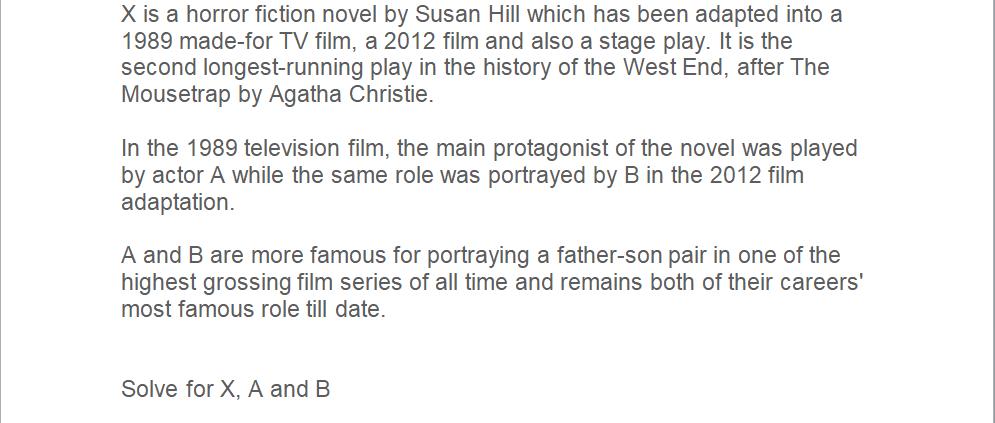 X is a horror fiction novel by Susan Hill which has been adapted into a
1989 made-for TV film, a 2012 film and also a stage play. It is the
second longest-running play in the history of the West End, after The
Mousetrap by Agatha Christie.
In the 1989 television film, the main protagonist of the novel was played
by actor A while the same role was portrayed by B in the 2012 film
adaptation.
A and B are more famous for portraying a father-son pair in one of the
highest grossing film series of all time and remains both of their careers'
most famous role till date.
Solve for X, A and B